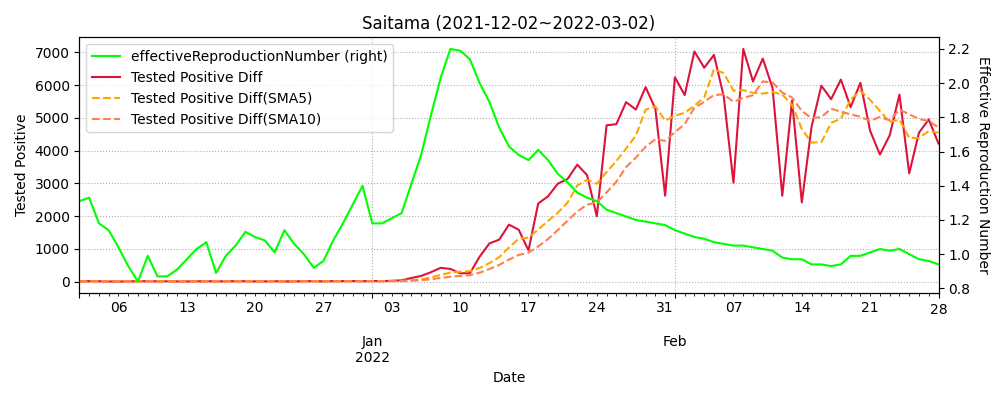 Saitama (2021-12-02~2022-03-02)
effectiveReproductionNumber (right)
Tested Positive Diff
Tested Positive Diff(SMA5)
Tested Positive Diff(SMA10)
Tested Positive
7000
6000
5000
4000
3000
2000
1000
0
2.2
2.0
1.8
1.6
1.4
1.2
1.0
0.8
Effective Reproduction Number
06 13 20 27 03 10 17 24 31 07 14 21 28
Jan Feb
2022
Date